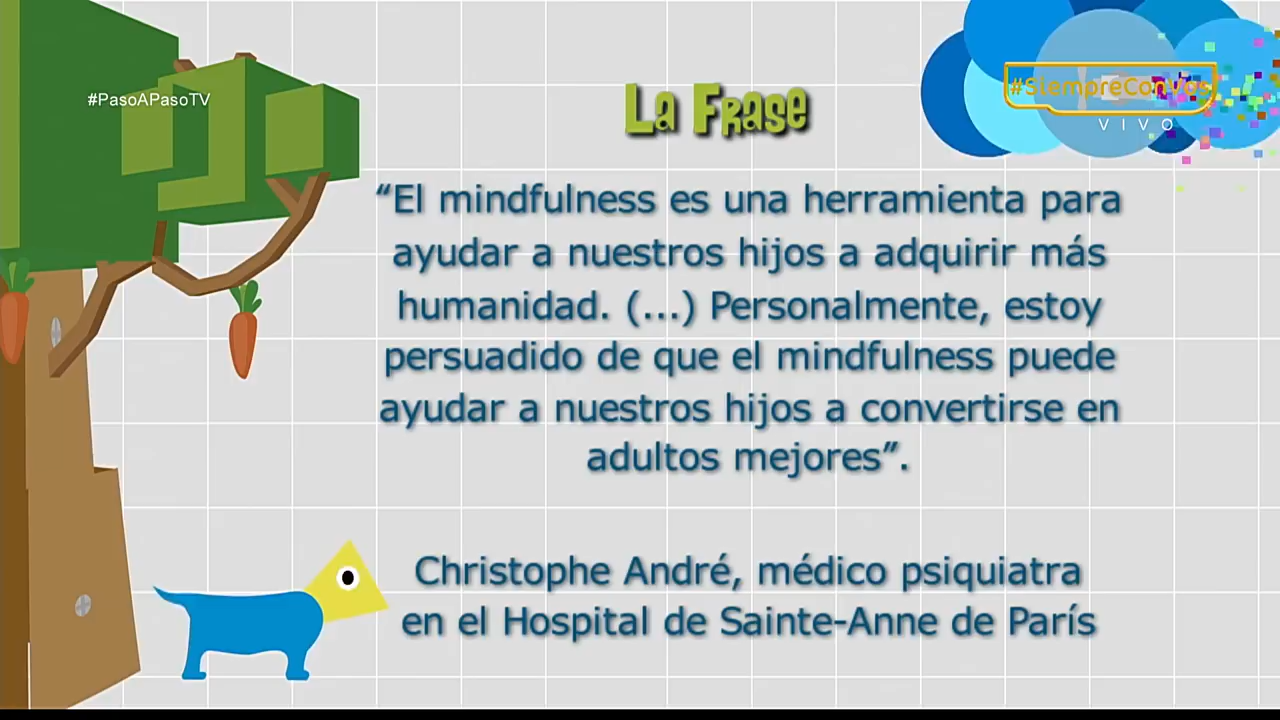 #PasoAPasoTV
La Frase
#SiempreConVos
VIVO
“El mindfulness es una herramienta para
ayudar a nuestros hijos a adquirir más
humanidad. (...) Personalmente, estoy
persuadido de que el mindfulness puede
ayudar a nuestros hijos a convertirse en
adultos mejores”.
Christophe André, médico psiquiatra
en el Hospital de Sainte-Anne de París